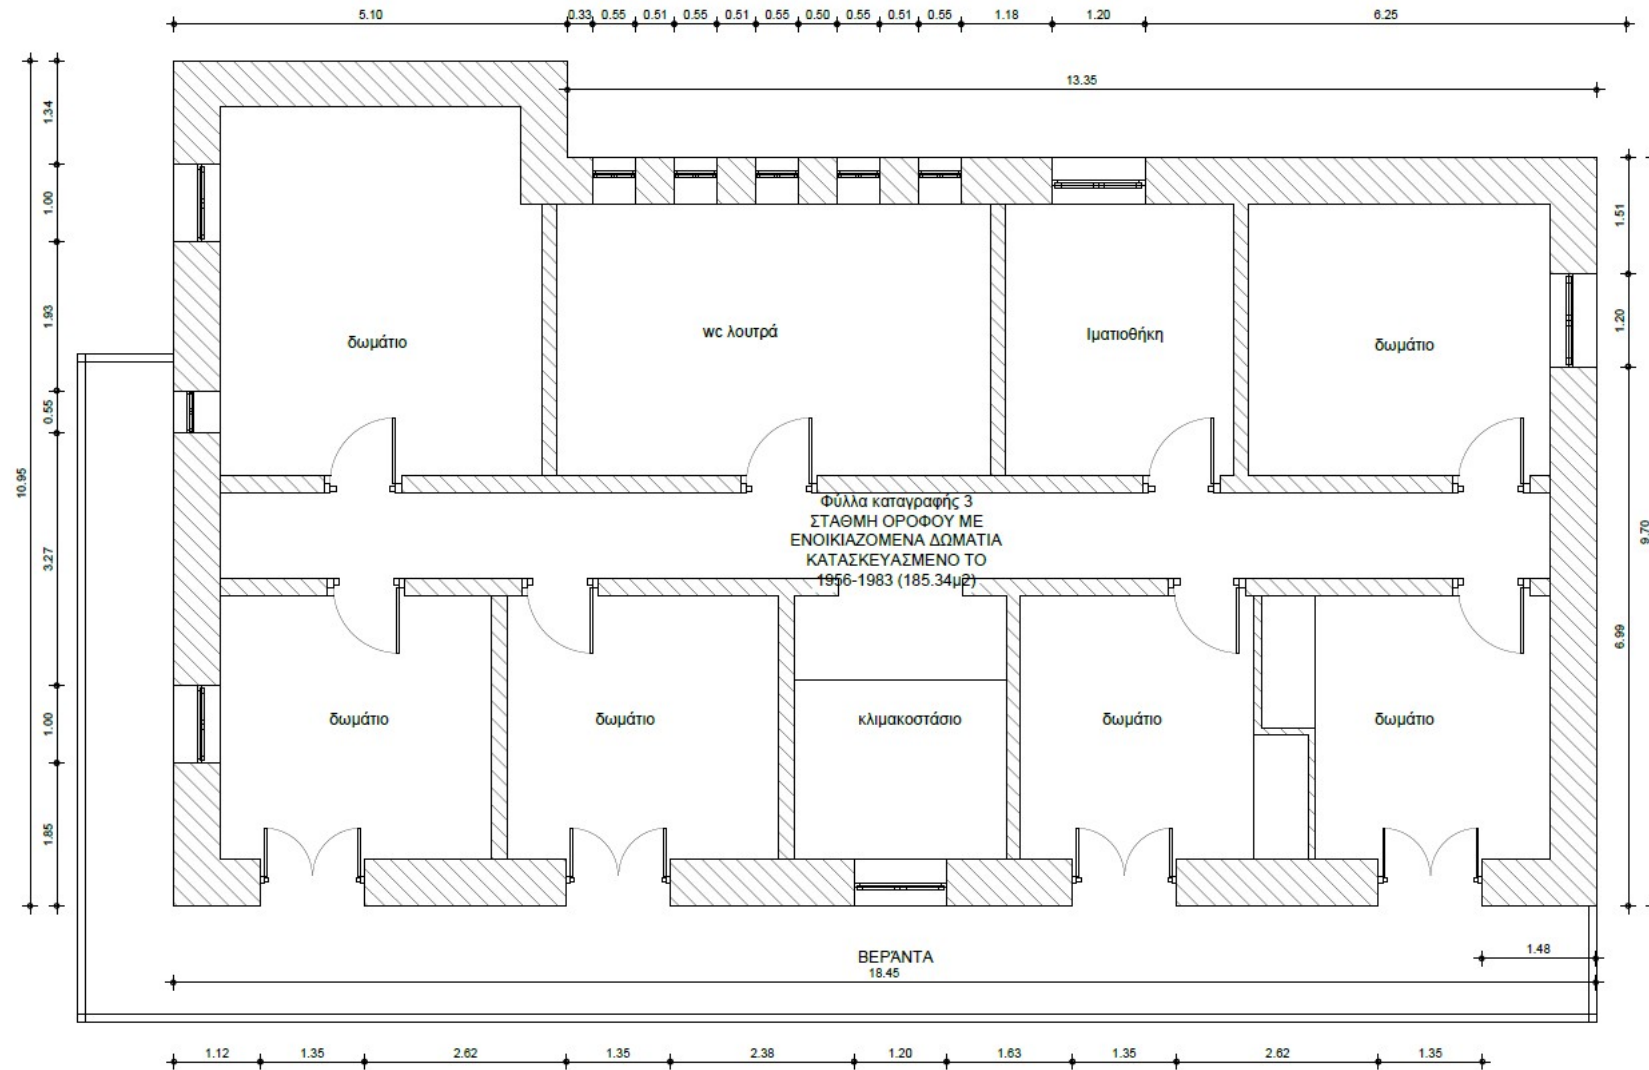 5.10 0.33 0.55 0.51 0.55 0.51 0.55 0.50 0.55 0.51 0.55 1.18 1.20 6.25
13.35
1.34
1.00
1.93
0.55
3.27
1.00
1.85
10.95
1.51
1.20
6.99
9.70
δωμάτιο
wc λουτρά
Ιματιοθήκη
δωμάτιο
Φύλλα καταγραφής 3
ΣΤΑΘΜΗ ΟΡΟΦΟΥ ΜΕ
ΕΝΟΙΚΙΑΖΟΜΕΝΑ ΔΩΜΑΤΙΑ
ΚΑΤΑΣΚΕΥΑΣΜΕΝΟ ΤΟ
1956-1983 (185.34μ2)
δωμάτιο
δωμάτιο
κλιμακοστάσιο
δωμάτιο
δωμάτιο
ΒΕΡΆΝΤΑ
1.48
18.45
1.12 1.35 2.62 1.35 2.38 1.20 1.63 1.35 2.62 1.35